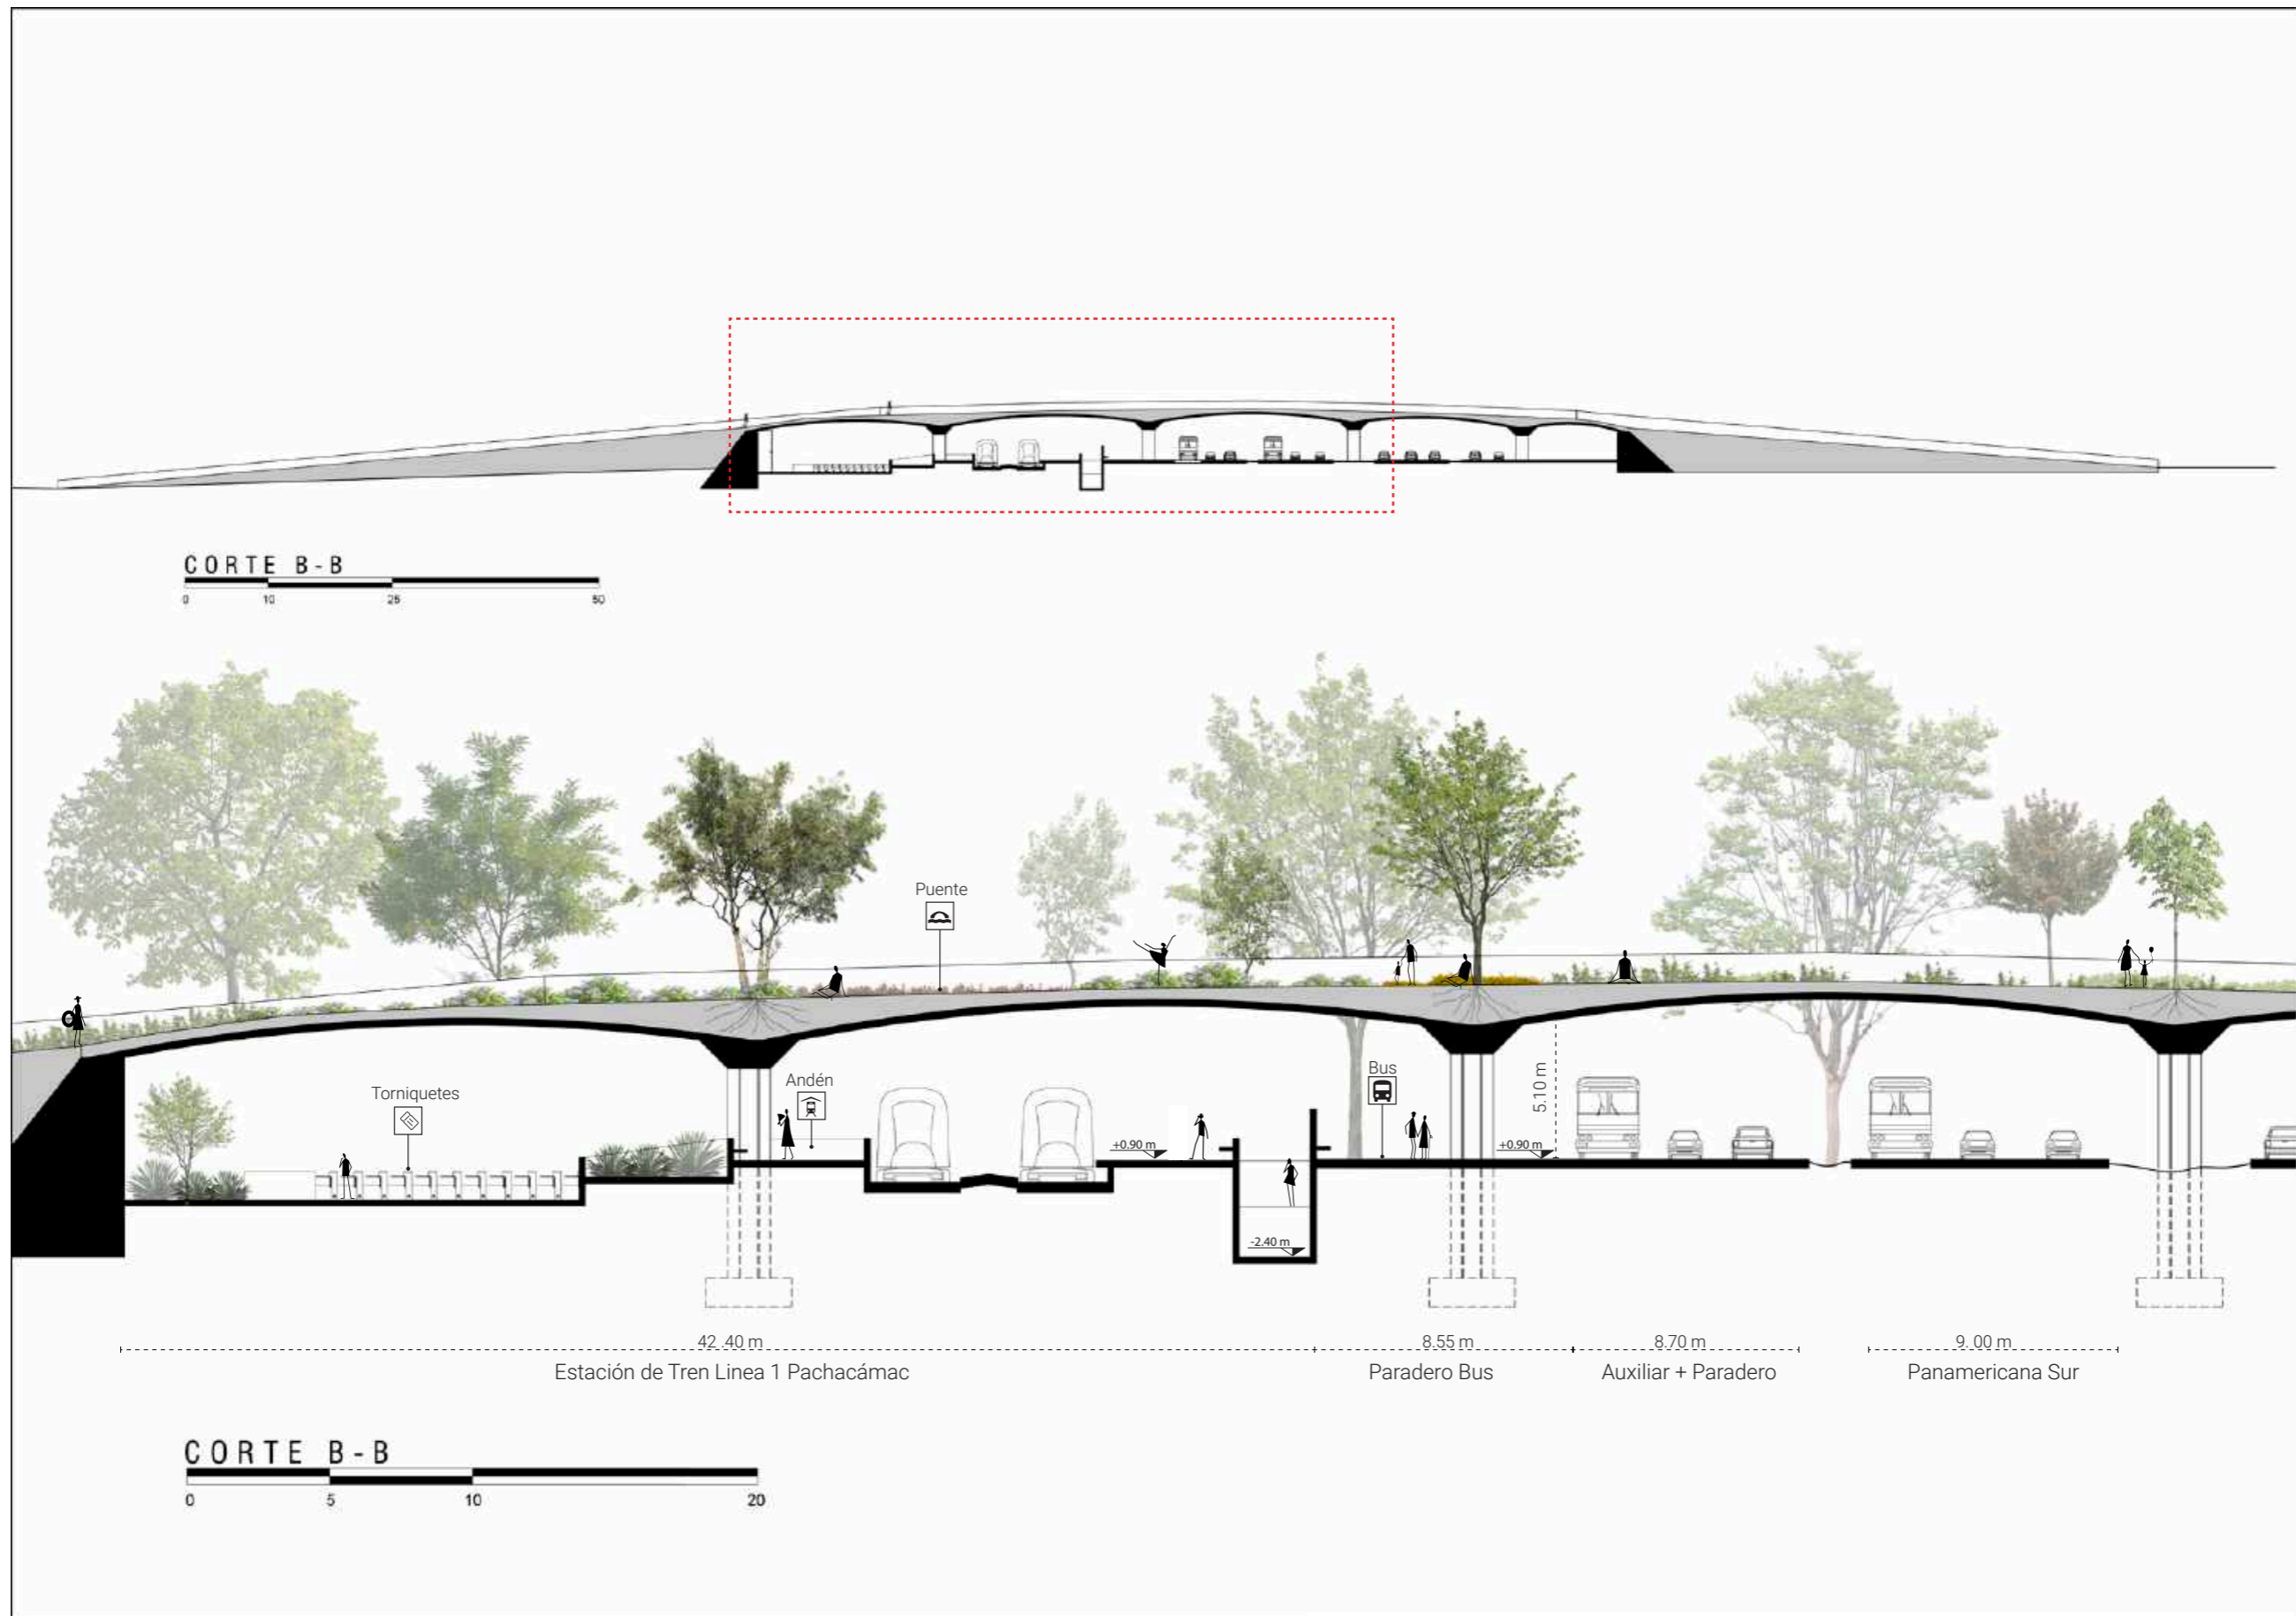 CORTE B-B
0 10 25 50
Puente
Torniquetes
Andén
Bus
5.10 m
+0.90 m
+0.90 m
-2.40 m
42 .40 m
8.55 m
8.70 m
9. 00 m
Estación de Tren Linea 1 Pachacámac
Paradero Bus
Auxiliar + Paradero
Panamericana Sur
CORTE B-B
0 5 10 20